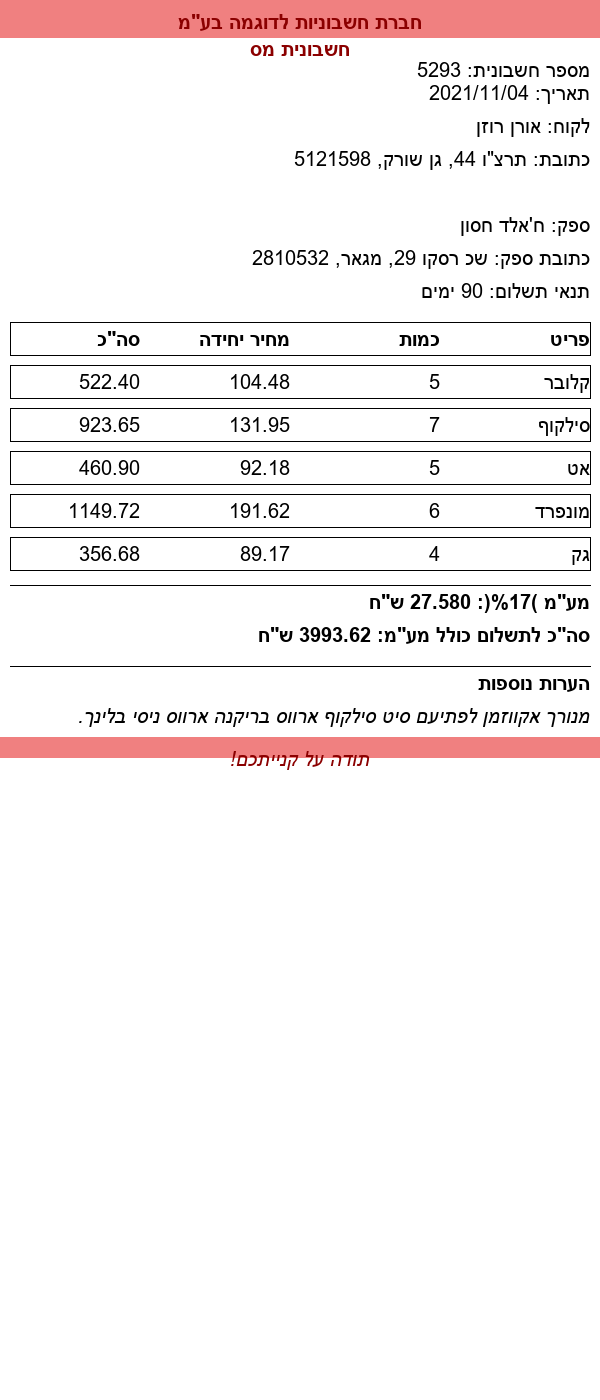 חברת חשבוניות לדוגמה בע"מ
חשבונית מס
מספר חשבונית: 5293
תאריך: 2021/11/04
לקוח: אורן רוזן
כתובת: תרצ"ו 44, גן שורק, 5121598
ספק: ח'אלד חסון
כתובת ספק: שכ רסקו 29, מגאר, 2810532
תנאי תשלום: 90 ימים
פריט כמות מחיר יחידה סה"כ
קלובר 5 104.48 522.40
סילקוף 7 131.95 923.65
אט 5 92.18 460.90
מונפרד 6 191.62 1149.72
גק 4 89.17 356.68
מע"מ )17%(: 27.580 ש"ח
סה"כ לתשלום כולל מע"מ: 3993.62 ש"ח
הערות נוספות
מנורך אקווזמן לפתיעם סיט סילקוף ארווס בריקנה ארווס ניסי בלינך.
תודה על קנייתכם!